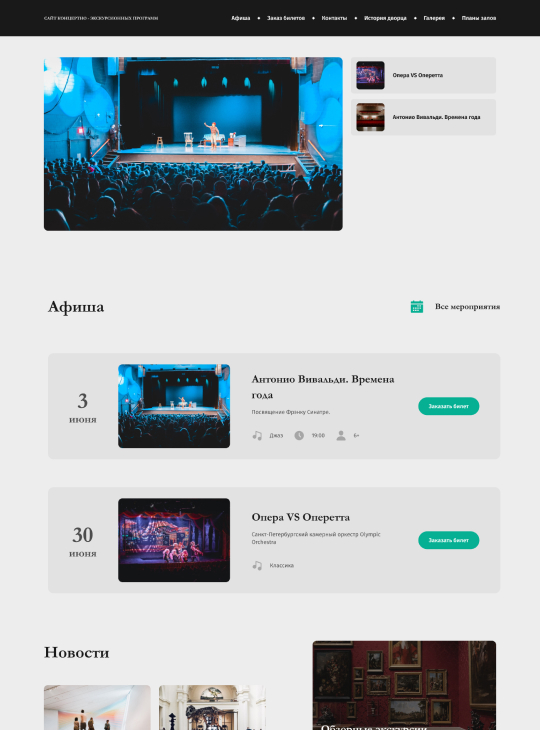 САЙТ КОНЦЕРТНО - ЭКСКУРСИОННЫХ ПРОГРАММ
Афиша • Заказ билетов • Контакты • История дворца • Галерея • Планы залов
Опера VS Оперетта
Антонио Вивальди. Времена года
Афиша
Все мероприятия
3
июня
Антонио Вивальди. Времена
года
Посвящение Фрэнку Синатре.
Джаз 19:00 6+
Заказать билет
30
июня
Опера VS Оперетта
Санкт-Петербургский камерный оркестр Olympic
Orchestra
Классика
Заказать билет
Новости
Обзорные экскурсии